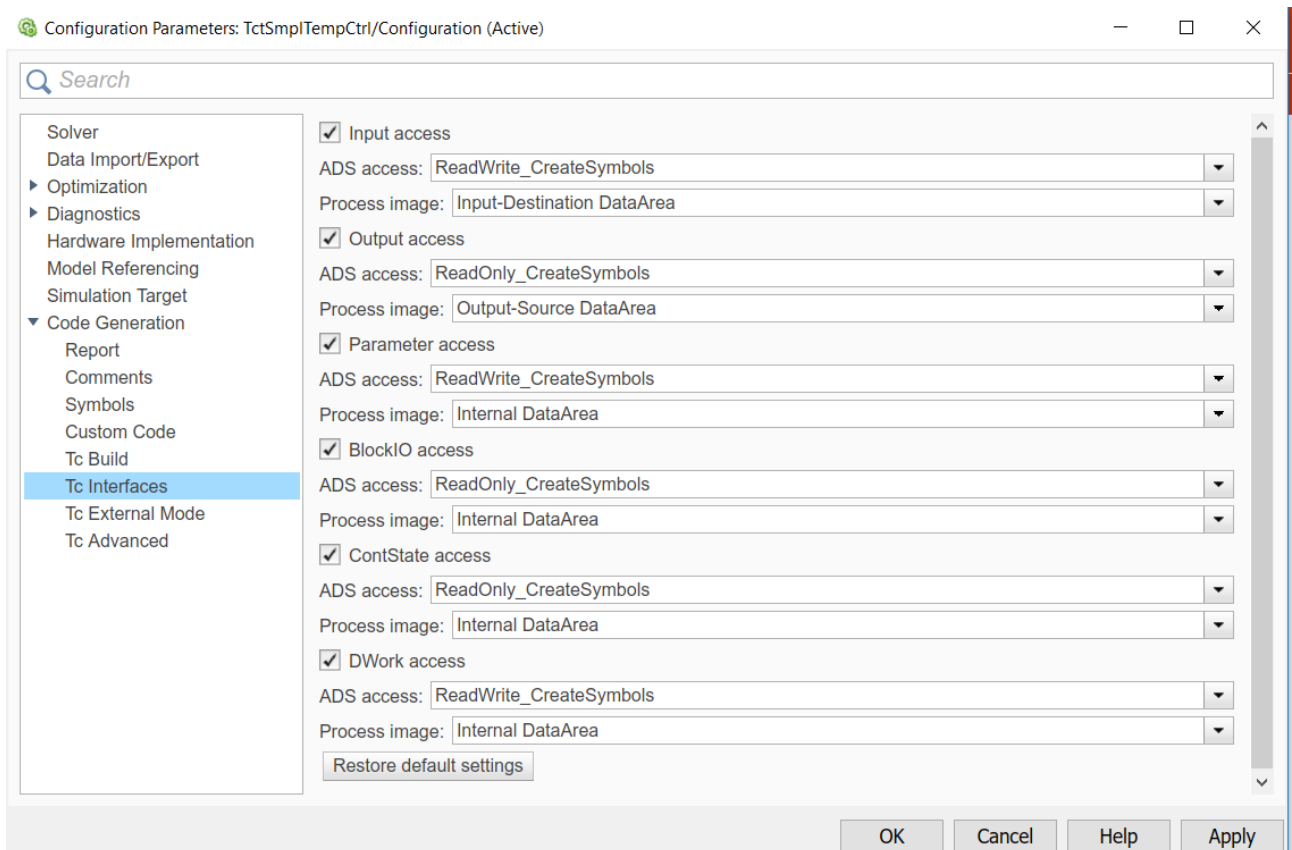 Configuration Parameters: TctSmplTempCtrl/Configuration (Active)
Search
Solver
Data Import/Export
Optimization
Diagnostics
Hardware Implementation
Model Referencing
Simulation Target
Code Generation
Report
Comments
Symbols
Custom Code
Tc Build
Tc Interfaces
Tc External Mode
Tc Advanced
Input access
ADS access: ReadWrite_CreateSymbols
Process image: Input-Destination DataArea
Output access
ADS access: ReadOnly_CreateSymbols
Process image: Output-Source DataArea
Parameter access
ADS access: ReadWrite_CreateSymbols
Process image: Internal DataArea
BlockIO access
ADS access: ReadOnly_CreateSymbols
Process image: Internal DataArea
ContState access
ADS access: ReadOnly_CreateSymbols
Process image: Internal DataArea
DWork access
ADS access: ReadWrite_CreateSymbols
Process image: Internal DataArea
Restore default settings
OK Cancel Help Apply